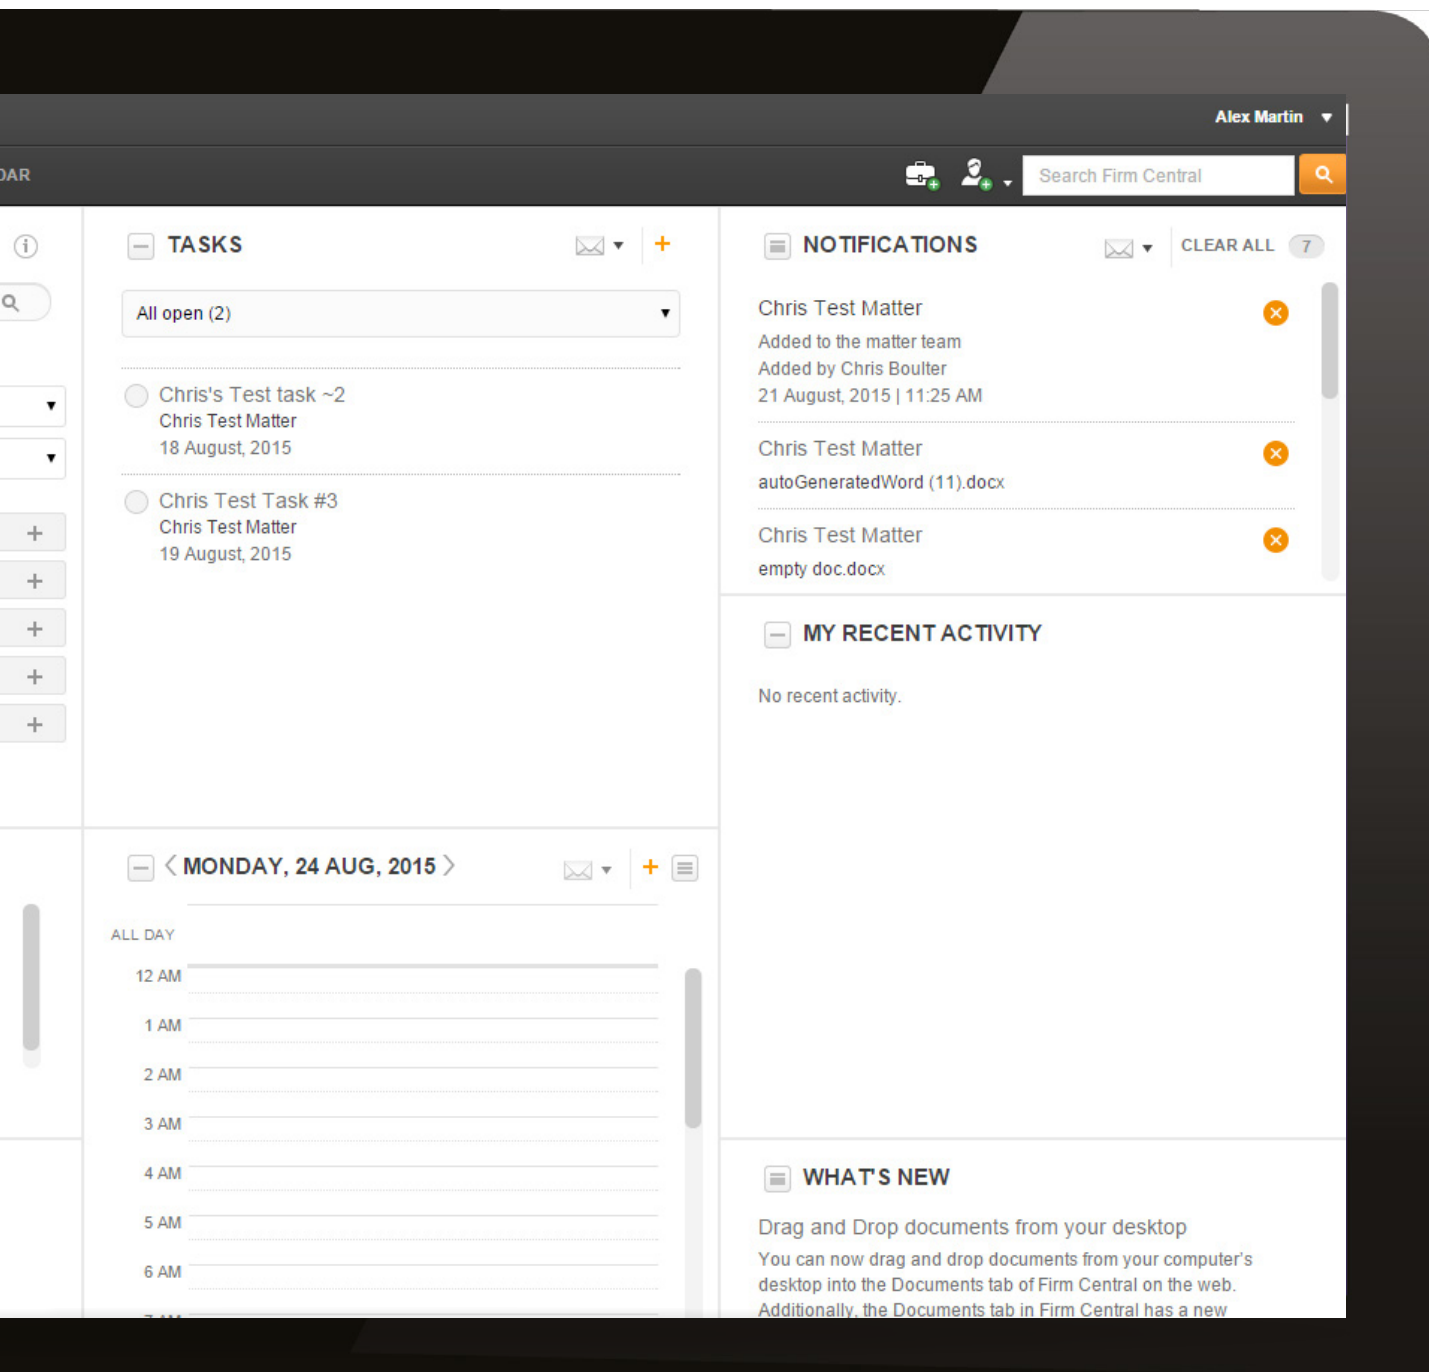 Alex Martin
DAR
Search Firm Central
TASKS
All open (2)
Chris's Test task ~2
Chris Test Matter
18 August, 2015
Chris Test Task #3
Chris Test Matter
19 August, 2015
NOTIFICATIONS
CLEAR ALL 7
Chris Test Matter
Added to the matter team
Added by Chris Boulter
21 August, 2015 | 11:25 AM
Chris Test Matter
autoGeneratedWord (11).docx
Chris Test Matter
empty doc.docx
MY RECENT ACTIVITY
No recent activity.
MONDAY, 24 AUG, 2015
ALL DAY
12 AM
1 AM
2 AM
3 AM
4 AM
5 AM
6 AM
WHAT'S NEW
Drag and Drop documents from your desktop
You can now drag and drop documents from your computer's
desktop into the Documents tab of Firm Central on the web.
Additionally, the Documents tab in Firm Central has a new